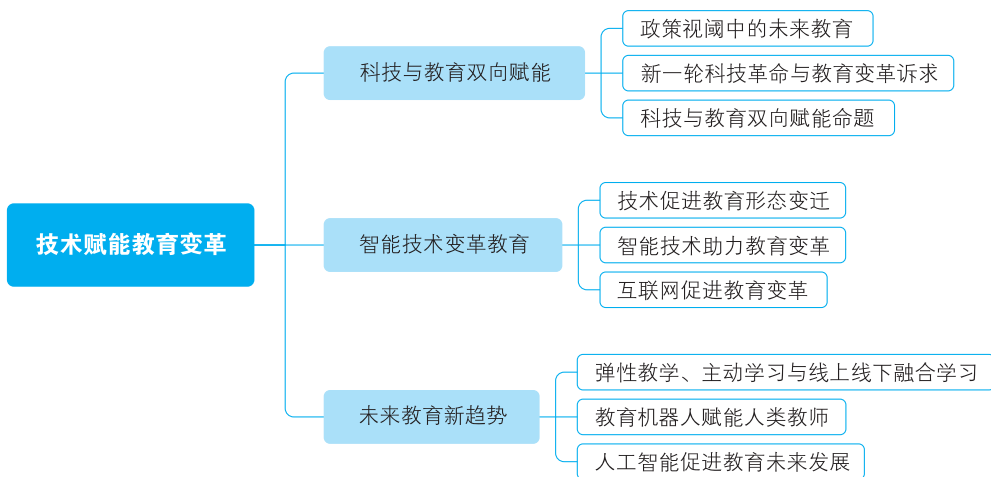 技术赋能教育变革
科技与教育双向赋能
政策视阈中的未来教育
新一轮科技革命与教育变革诉求
科技与教育双向赋能命题
智能技术变革教育
技术促进教育形态变迁
智能技术助力教育变革
互联网促进教育变革
未来教育新趋势
弹性教学、主动学习与线上线下融合学习
教育机器人赋能人类教师
人工智能促进教育未来发展